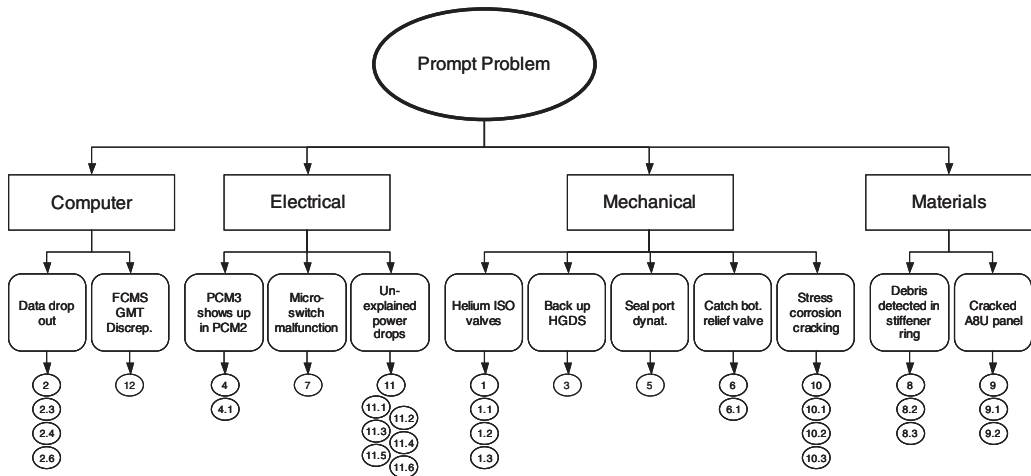 Prompt Problem
Computer
Electrical
Mechanical
Materials
Data drop
out
FCMS
GMT
Discrep.
PCM3
shows up
in PCM2
Micro-
switch
malfunction
Un-
explained
power
drops
Helium ISO
valves
Back up
HGDS
Seal port
dynat.
Catch bot.
relief valve
Stress
corrosion
cracking
Debris
detected in
stiffener
ring
Cracked
A8U panel
2
2.3
2.4
2.6
12
4
4.1
7
11
11.1
11.2
11.3
11.4
11.5
11.6
1
1.1
1.2
1.3
3
5
6
6.1
10
10.1
10.2
10.3
8
8.2
8.3
9
9.1
9.2